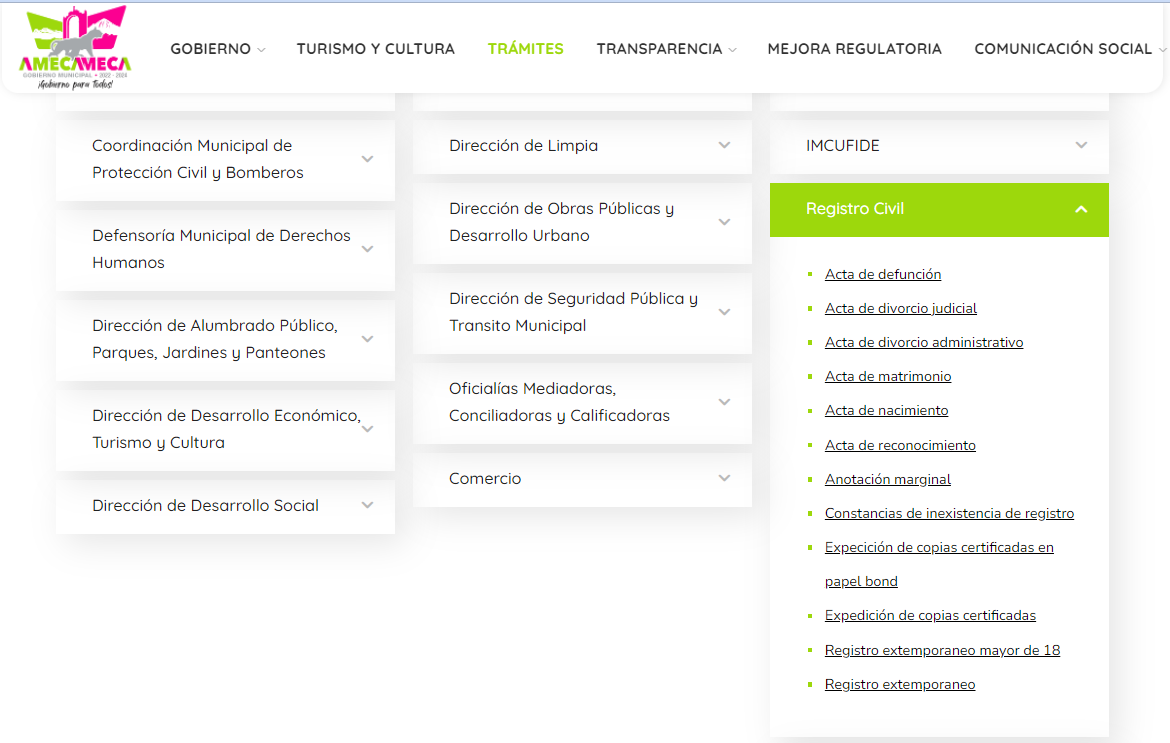 AMECAMECA
GOBIERNO MUNICIPAL • 2022 - 2024
¡Gobierno para Todos!
GOBIERNO
TURISMO Y CULTURA
TRÁMITES
TRANSPARENCIA
MEJORA REGULATORIA
COMUNICACIÓN SOCIAL
Coordinación Municipal de
Protección Civil y Bomberos
Defensoría Municipal de Derechos
Humanos
Dirección de Alumbrado Público,
Parques, Jardines y Panteones
Dirección de Desarrollo Económico,
Turismo y Cultura
Dirección de Desarrollo Social
Dirección de Limpia
Dirección de Obras Públicas y
Desarrollo Urbano
Dirección de Seguridad Pública y
Transito Municipal
Oficialías Mediadoras,
Conciliadoras y Calificadoras
Comercio
IMCUFIDE
Registro Civil
Acta de defunción
Acta de divorcio judicial
Acta de divorcio administrativo
Acta de matrimonio
Acta de nacimiento
Acta de reconocimiento
Anotación marginal
Constancias de inexistencia de registro
Expecición de copias certificadas en
papel bond
Expedición de copias certificadas
Registro extemporaneo mayor de 18
Registro extemporaneo